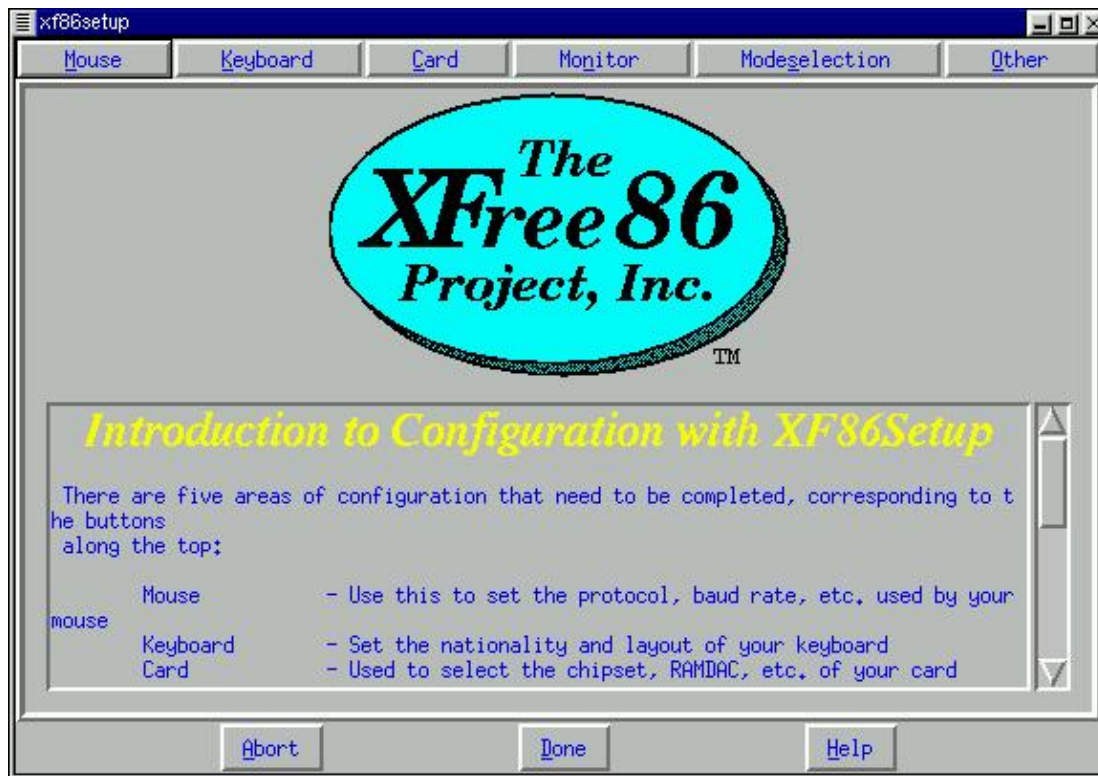 xf86setup
Mouse Keyboard Card Monitor Modeselection Other
The
XFree86
Project, Inc.
TM
Introduction to Configuration with XF86Setup
There are five areas of configuration that need to be completed, corresponding to t
he buttons
along the top:
Mouse - Use this to set the protocol, baud rate, etc. used by your
mouse
Keyboard - Set the nationality and layout of your keyboard
Card - Used to select the chipset, RAMDAC, etc. of your card
Abort Done Help